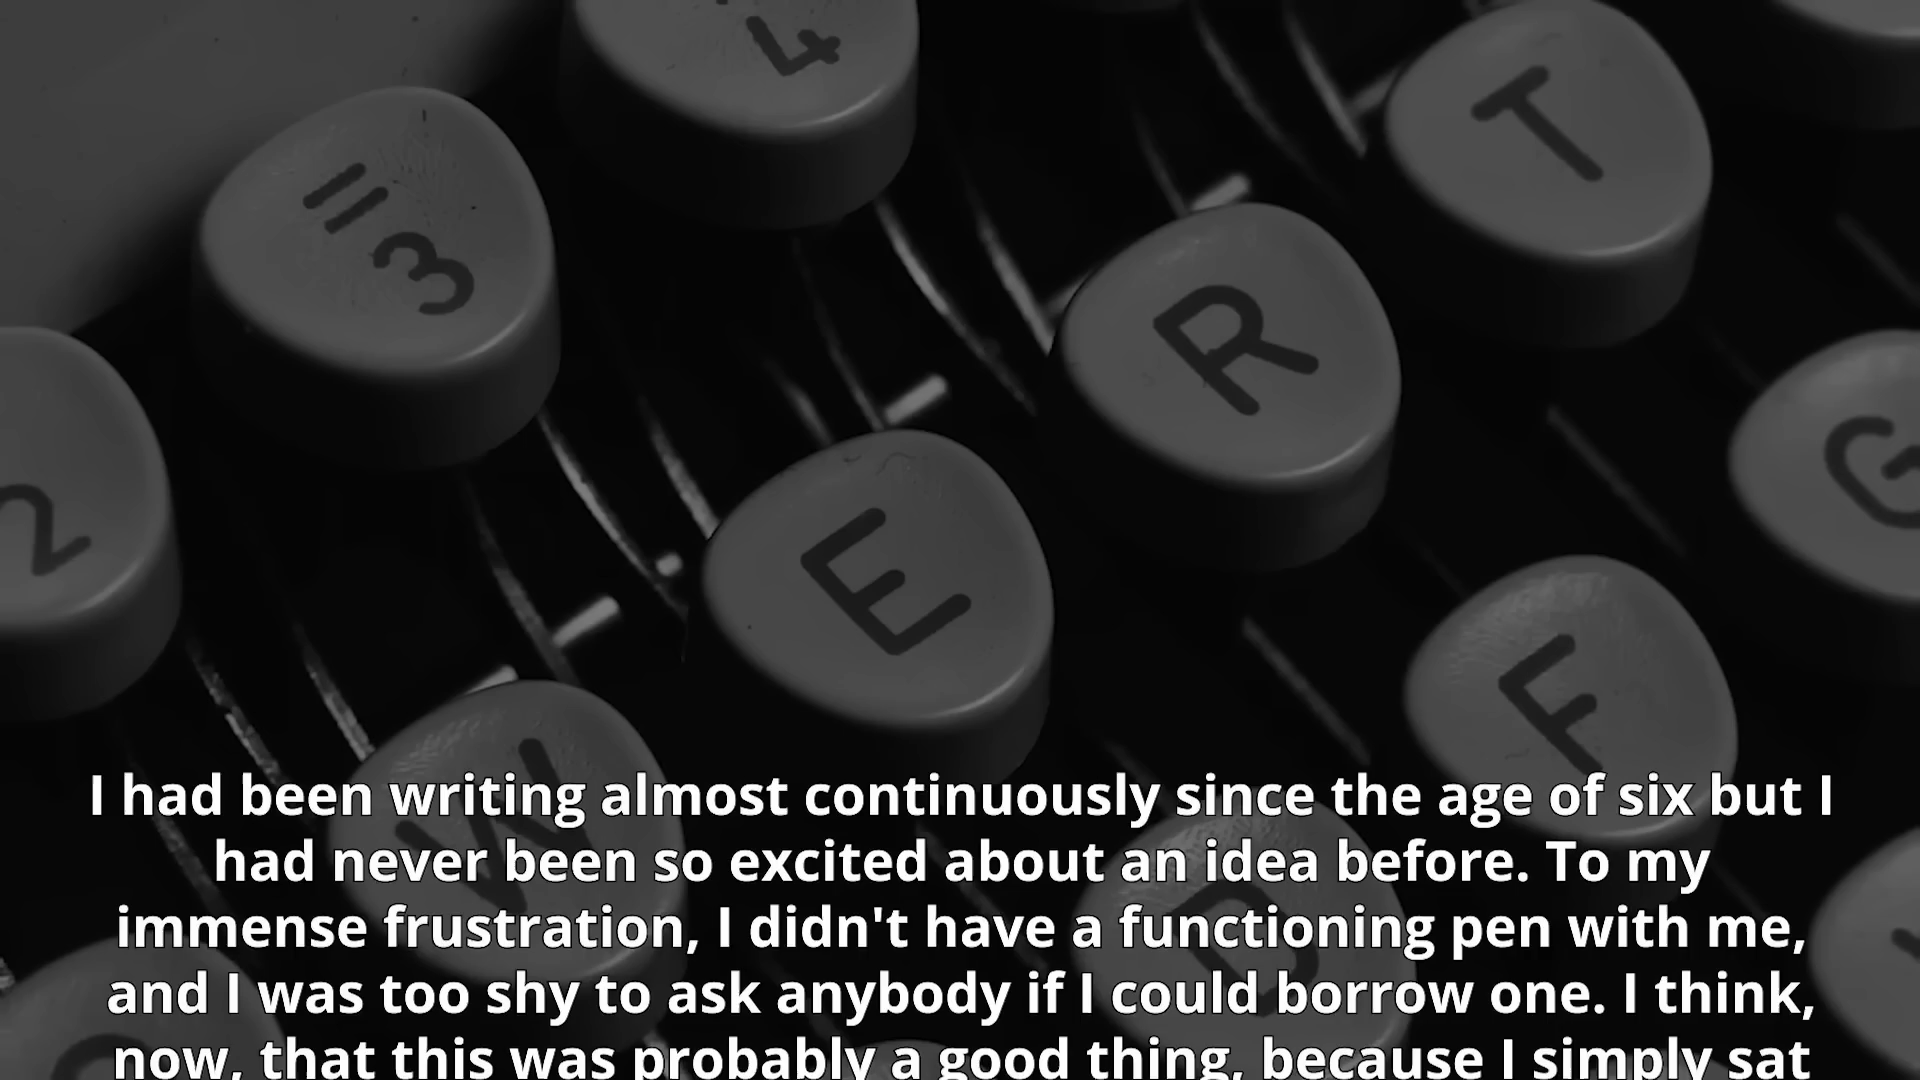 4
T
" 3
R
G
2
E
F
W
D
I had been writing almost continuously since the age of six but I
had never been so excited about an idea before. To my
immense frustration, I didn't have a functioning pen with me,
and I was too shy to ask anybody if I could borrow one. I think,
now, that this was probably a good thing, because I simply sat